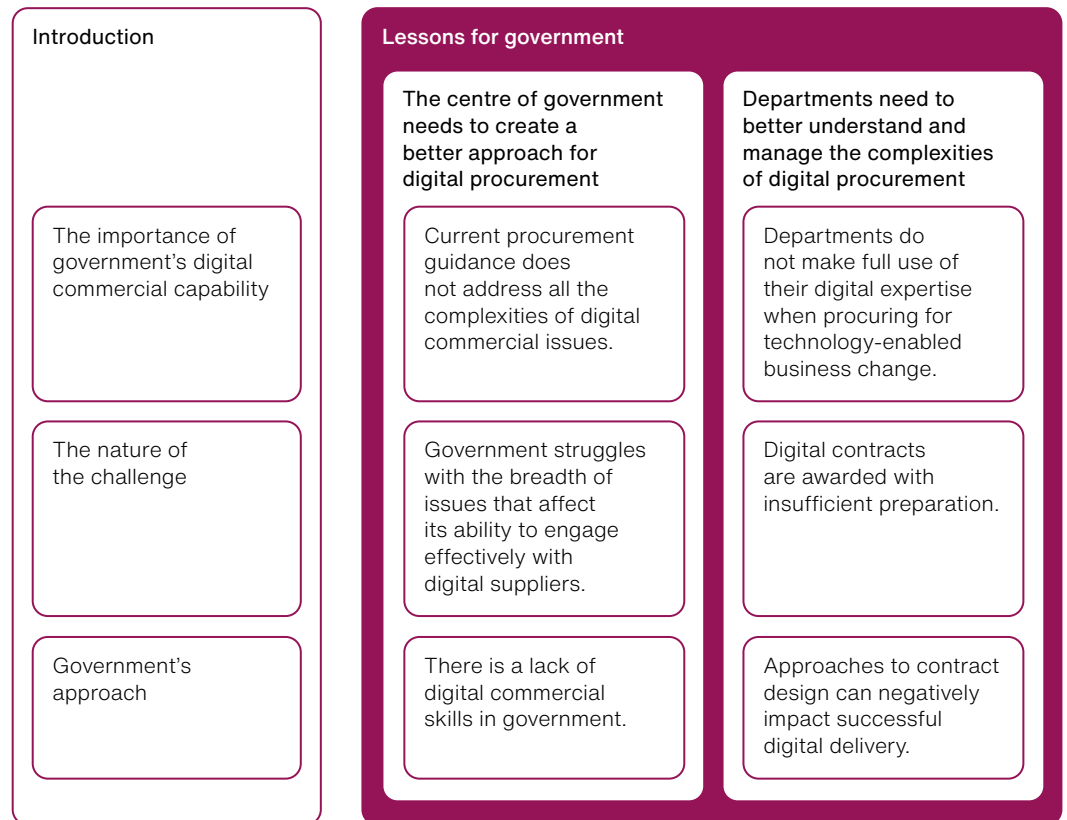 Introduction
The importance of
government's digital
commercial capability
The nature of
the challenge
Government's
approach
Lessons for government
The centre of government
needs to create a
better approach for
digital procurement
Current procurement
guidance does
not address all the
complexities of digital
commercial issues.
Government struggles
with the breadth of
issues that affect
its ability to engage
effectively with
digital suppliers.
There is a lack of
digital commercial
skills in government.
Departments need to
better understand and
manage the complexities
of digital procurement
Departments do
not make full use of
their digital expertise
when procuring for
technology-enabled
business change.
Digital contracts
are awarded with
insufficient preparation.
Approaches to contract
design can negatively
impact successful
digital delivery.